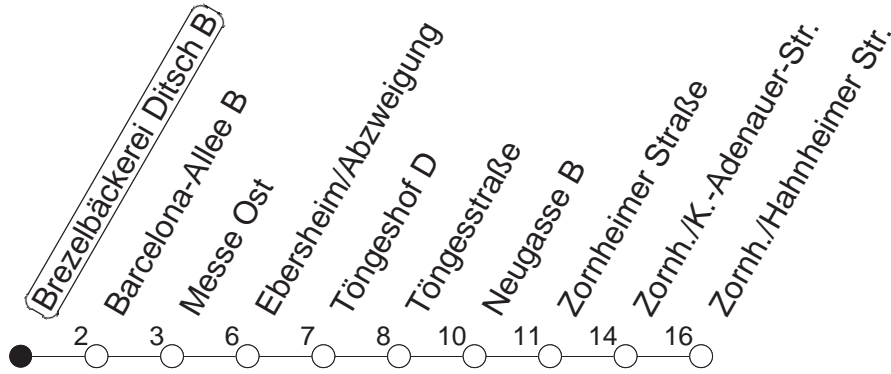 Brezelbäckerei Ditsch B
Barcelona-Allee B
Messe Ost
Ebersheim/Abzweigung
Töngeshof D
Töngesstraße
Neugasse B
Zornheimer Straße
Zornh./K.-Adenauer-Str.
Zornh./Hahnheimer Str.
2 3 6 7 8 10 11 14 16